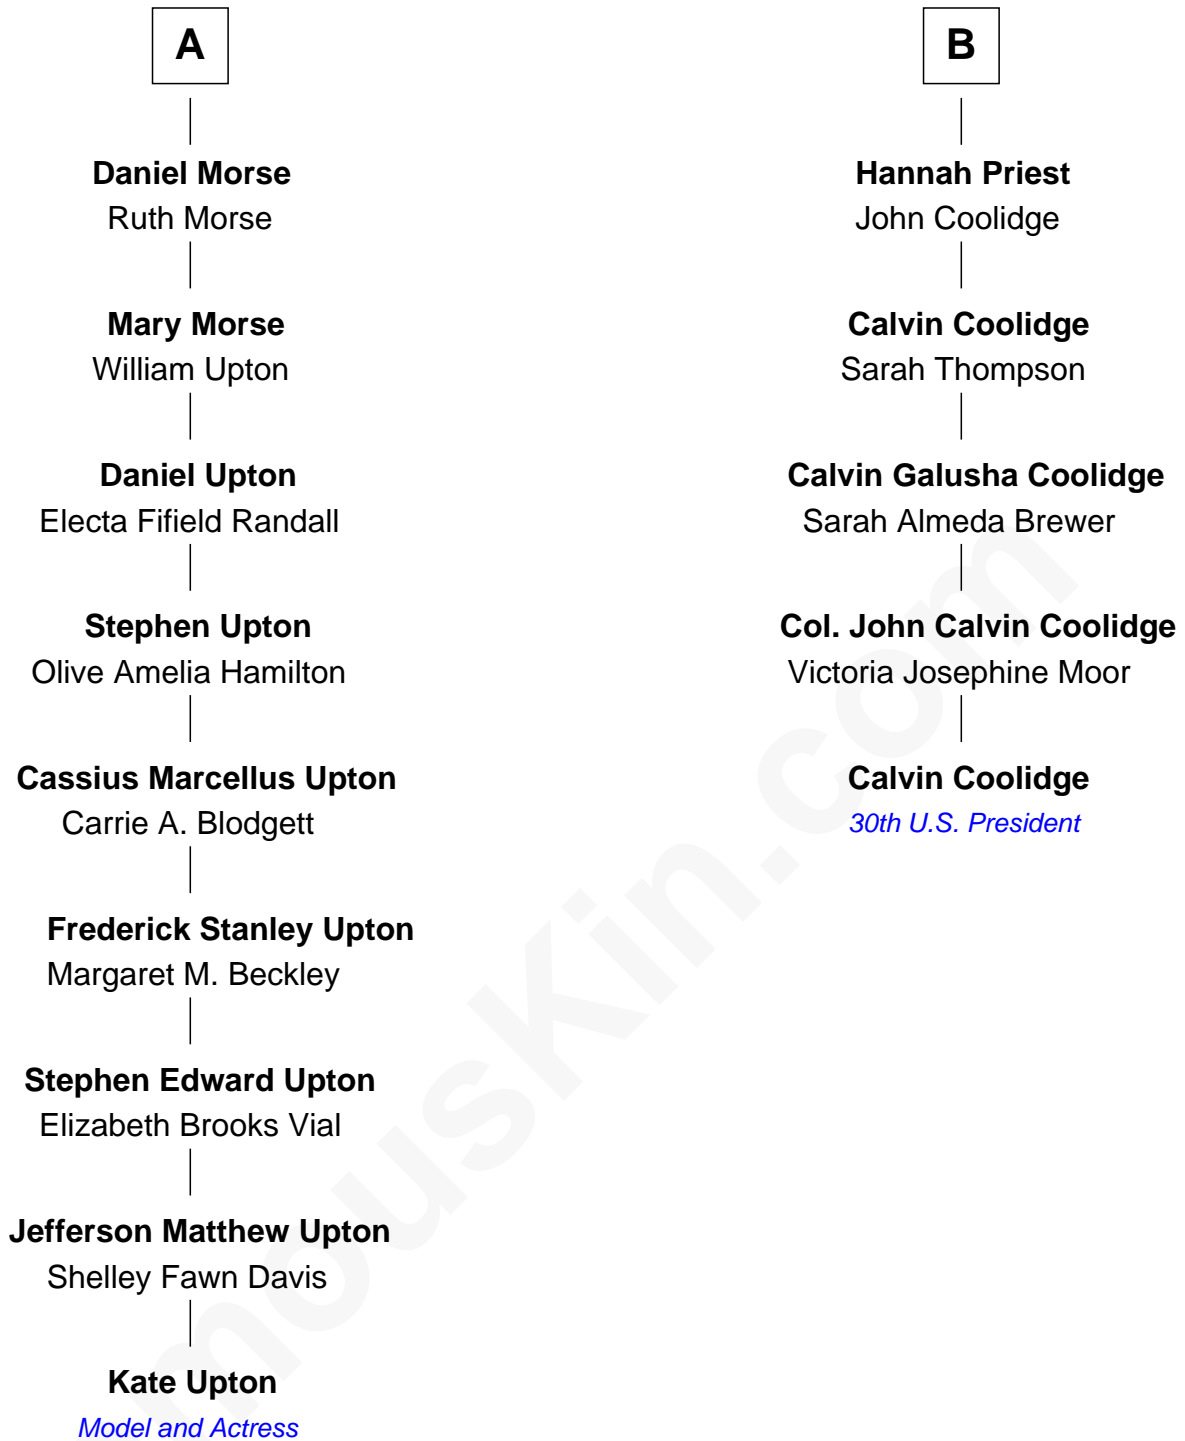 A
Daniel Morse
Ruth Morse
Mary Morse
William Upton
Daniel Upton
Electa Fifield Randall
Stephen Upton
Olive Amelia Hamilton
Cassius Marcellus Upton
Carrie A. Blodgett
Frederick Stanley Upton
Margaret M. Beckley
Stephen Edward Upton
Elizabeth Brooks Vial
Jefferson Matthew Upton
Shelley Fawn Davis
Kate Upton
Model and Actress
B
Hannah Priest
John Coolidge
Calvin Coolidge
Sarah Thompson
Calvin Galusha Coolidge
Sarah Almeda Brewer
Col. John Calvin Coolidge
Victoria Josephine Moor
Calvin Coolidge
30th U.S. President
mousKin.com